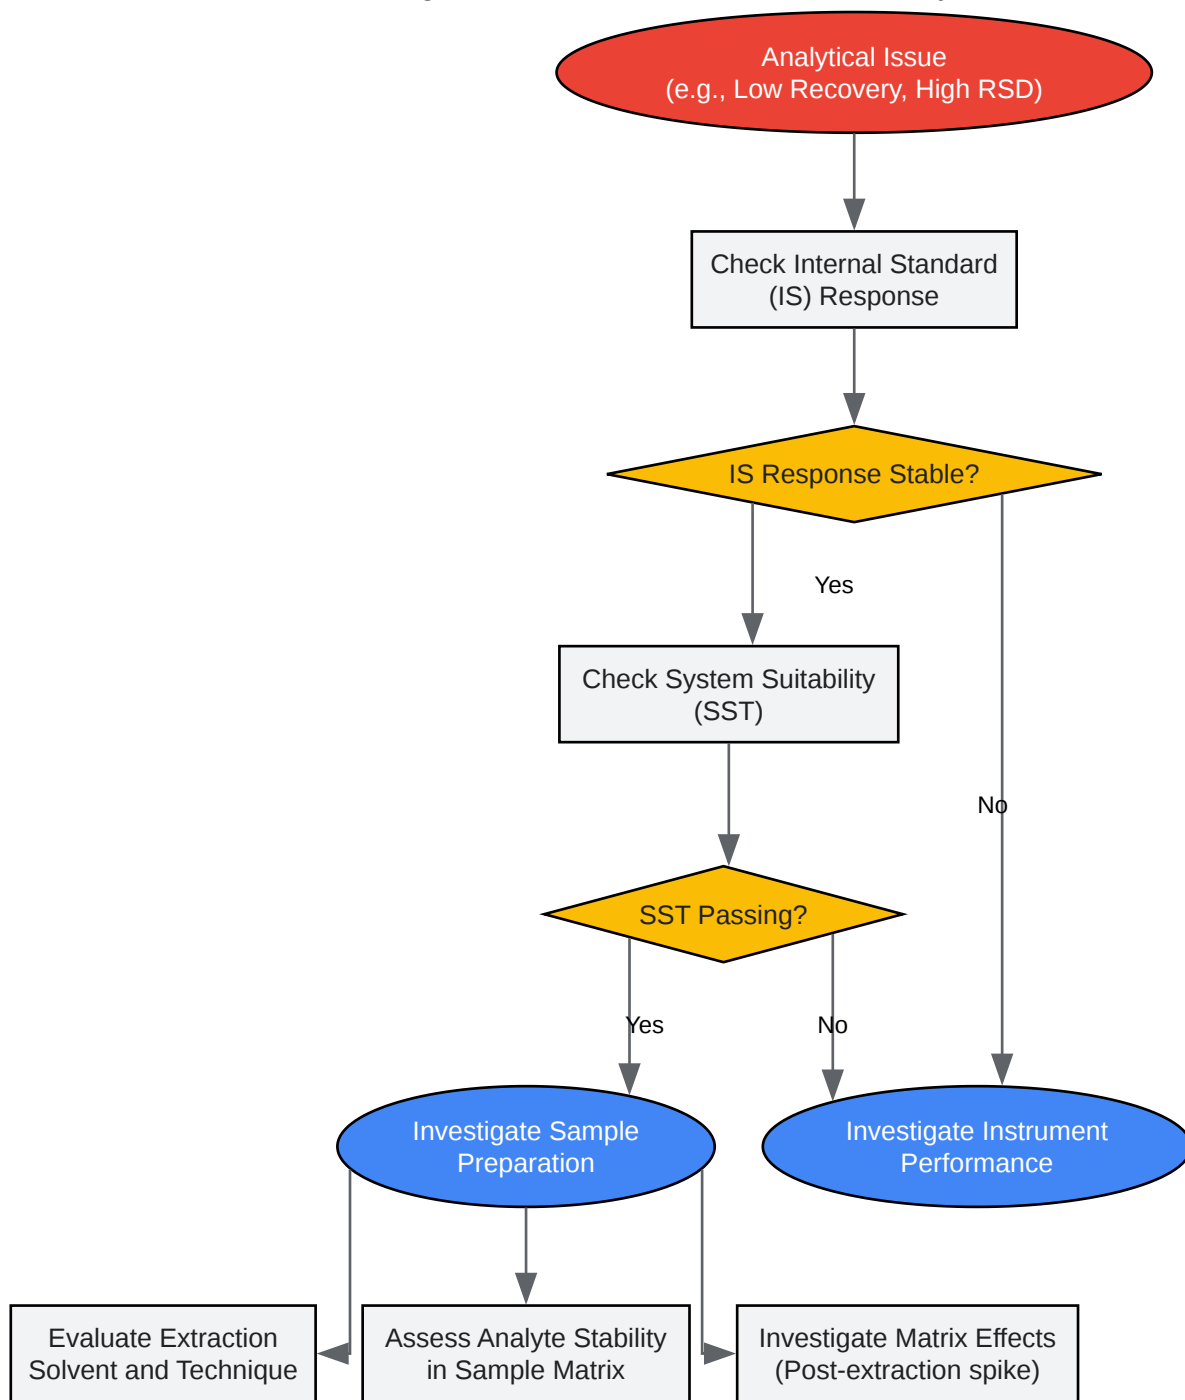 Analytical Issue
(e.g., Low Recovery, High RSD)
Check Internal Standard
(IS) Response
IS Response Stable?
Yes
Check System Suitability
(SST)
No
SST Passing?
Yes
No
Investigate Sample
Preparation
Investigate Instrument
Performance
Evaluate Extraction
Solvent and Technique
Assess Analyte Stability
in Sample Matrix
Investigate Matrix Effects
(Post-extraction spike)